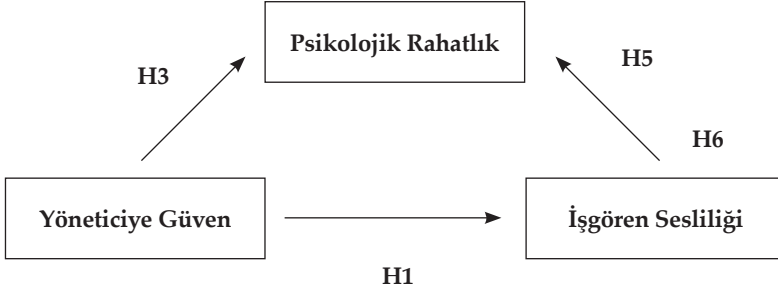 Psikolojik Rahatlık
H3
H5
H6
Yöneticiye Güven
İşgören Sesliliği
H1